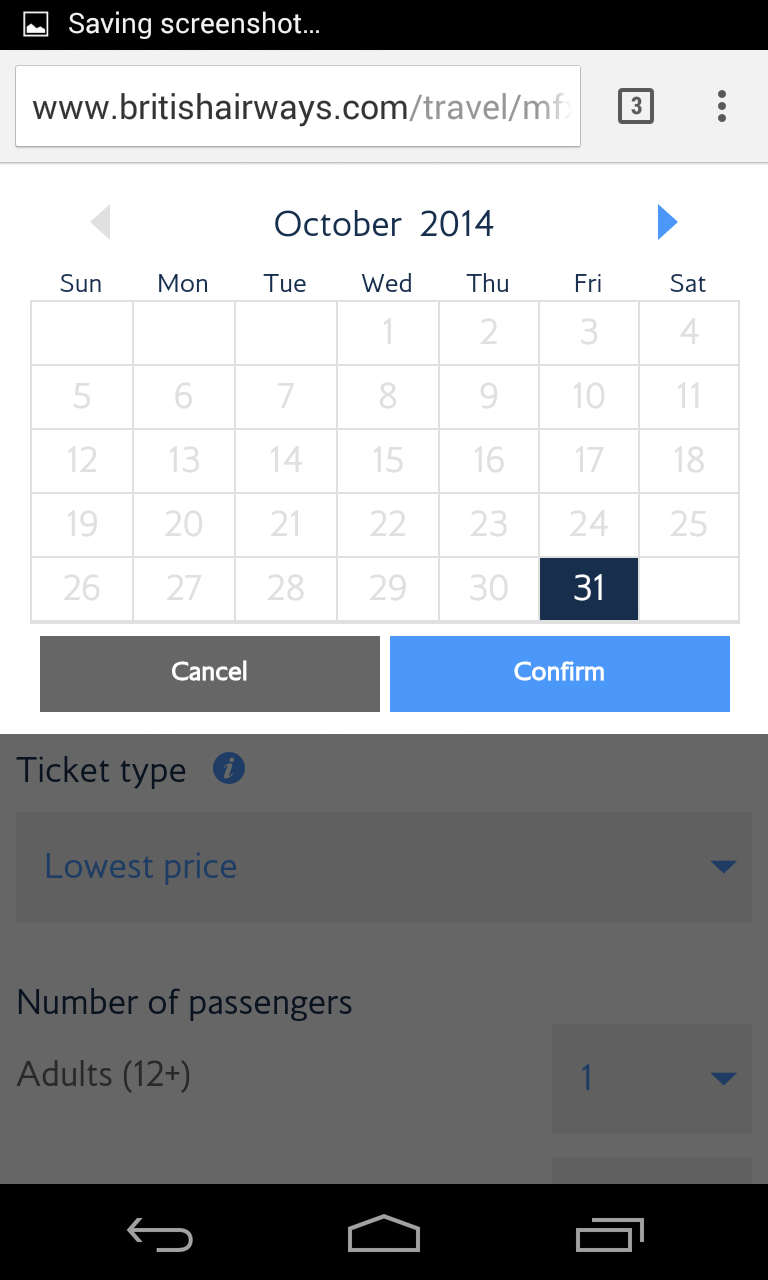 Saving screenshot...
www.britishairways.com/travel/mf
3
October 2014
Sun Mon Tue Wed Thu Fri Sat
1 2 3 4
5 6 7 8 9 10 11
12 13 14 15 16 17 18
19 20 21 22 23 24 25
26 27 28 29 30 31
Cancel Confirm
Ticket type i
Lowest price
Number of passengers
Adults (12+) 1